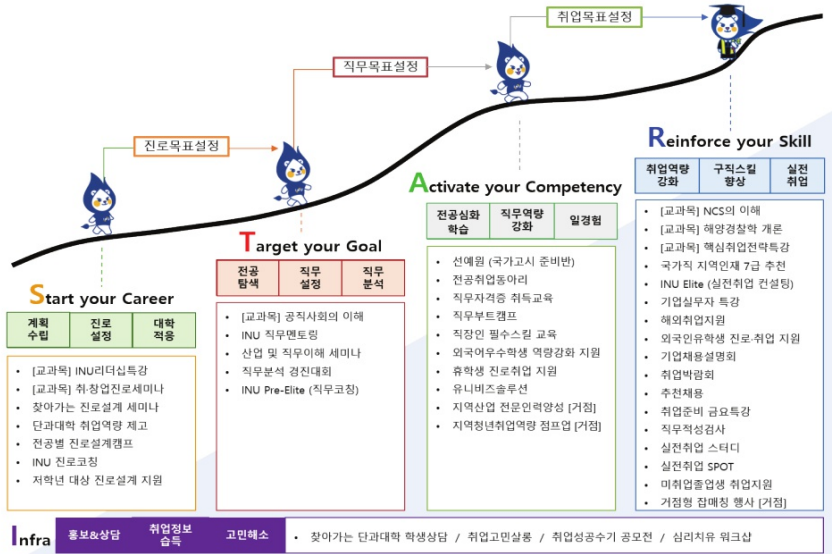 취업목표설정
직무목표설정
진로목표설정
Start your Career
계획 수립
진로 설정
대학 적응
• [교과목] INU리더십특강
• [교과목] 취·창업진로세미나
• 찾아가는 진로설계 세미나
• 단과대학 취업역량 제고
• 전공별 진로설계캠프
• INU 진로코칭
• 저학년 대상 진로설계 지원
Target your Goal
전공 탐색
직무 설정
직무 분석
• [교과목] 공직사회의 이해
• INU 직무멘토링
• 산업 및 직무이해 세미나
• 직무분석 경진대회
• INU Pre-Elite (직무코칭)
Activate your Competency
전공심화 학습
직무역량 강화
일경험
• 선예원 (국가고시 준비반)
• 전공취업동아리
• 직무자격증 취득교육
• 직무부트캠프
• 직장인 필수스킬 교육
• 외국어우수학생 역량강화 지원
• 휴학생 진로취업 지원
• 유니비즈솔루션
• 지역산업 전문인력양성 [거점]
• 지역청년취업역량 점프업 [거점]
Reinforce your Skill
취업역량 강화
구직스킬 향상
실전 취업
• [교과목] NCS의 이해
• [교과목] 해양경찰학 개론
• [교과목] 핵심취업전략특강
• 국가직 지역인재 7급 추천
• INU Elite (실전취업 컨설팅)
• 기업실무자 특강
• 해외취업지원
• 외국인유학생 진로·취업 지원
• 기업채용설명회
• 취업박람회
• 추천채용
• 취업준비 금요특강
• 직무적성검사
• 실전취업 스터디
• 실전취업 SPOT
• 미취업졸업생 취업지원
• 거점형 잡매칭 행사 [거점]
Infra
홍보&상담
취업정보 습득
고민해소
• 찾아가는 단과대학 학생상담 / 취업고민살롱 / 취업성공수기 공모전 / 심리치유 워크샵